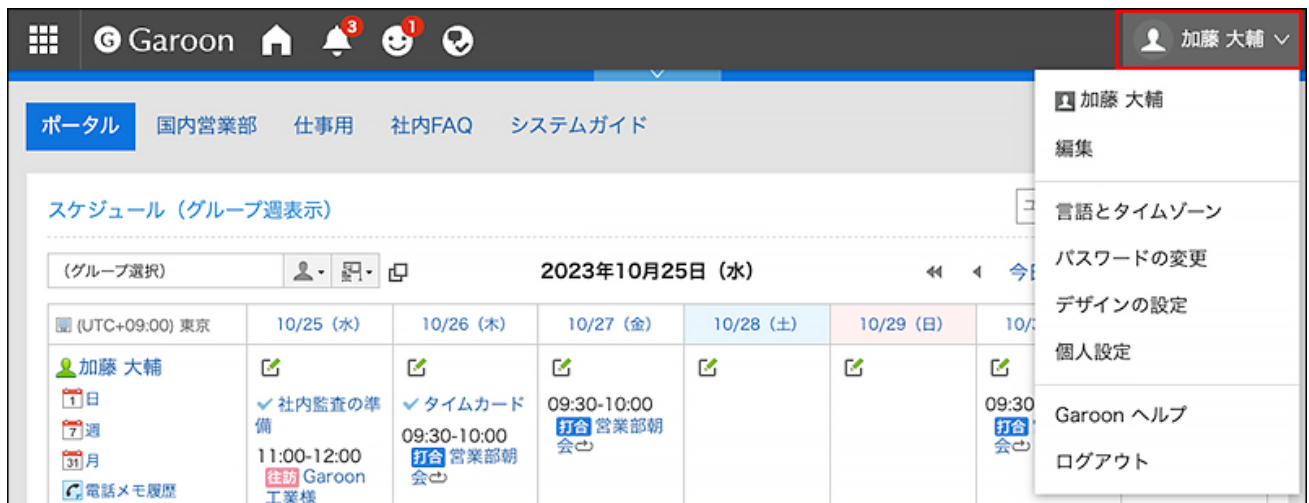 Garoon 3 1 加藤 大輔
加藤 大輔
編集
言語とタイムゾーン
パスワードの変更
デザインの設定
個人設定
Garoon ヘルプ
ログアウト
ポータル 国内営業部 仕事用 社内FAQ システムガイド
スケジュール（グループ週表示）
（グループ選択） 2023年10月25日（水）
(UTC+09:00) 東京 10/25（水） 10/26（木） 10/27（金） 10/28（土） 10/29（日）
加藤 大輔
1 日
7 週
31 月
電話メモ履歴
社内監査の準
備
11:00-12:00
往訪 Garoon
工業様
タイムカード
09:30-10:00
打合 営業部朝
会
09:30-10:00
打合 営業部朝
会
09:30
打合
会